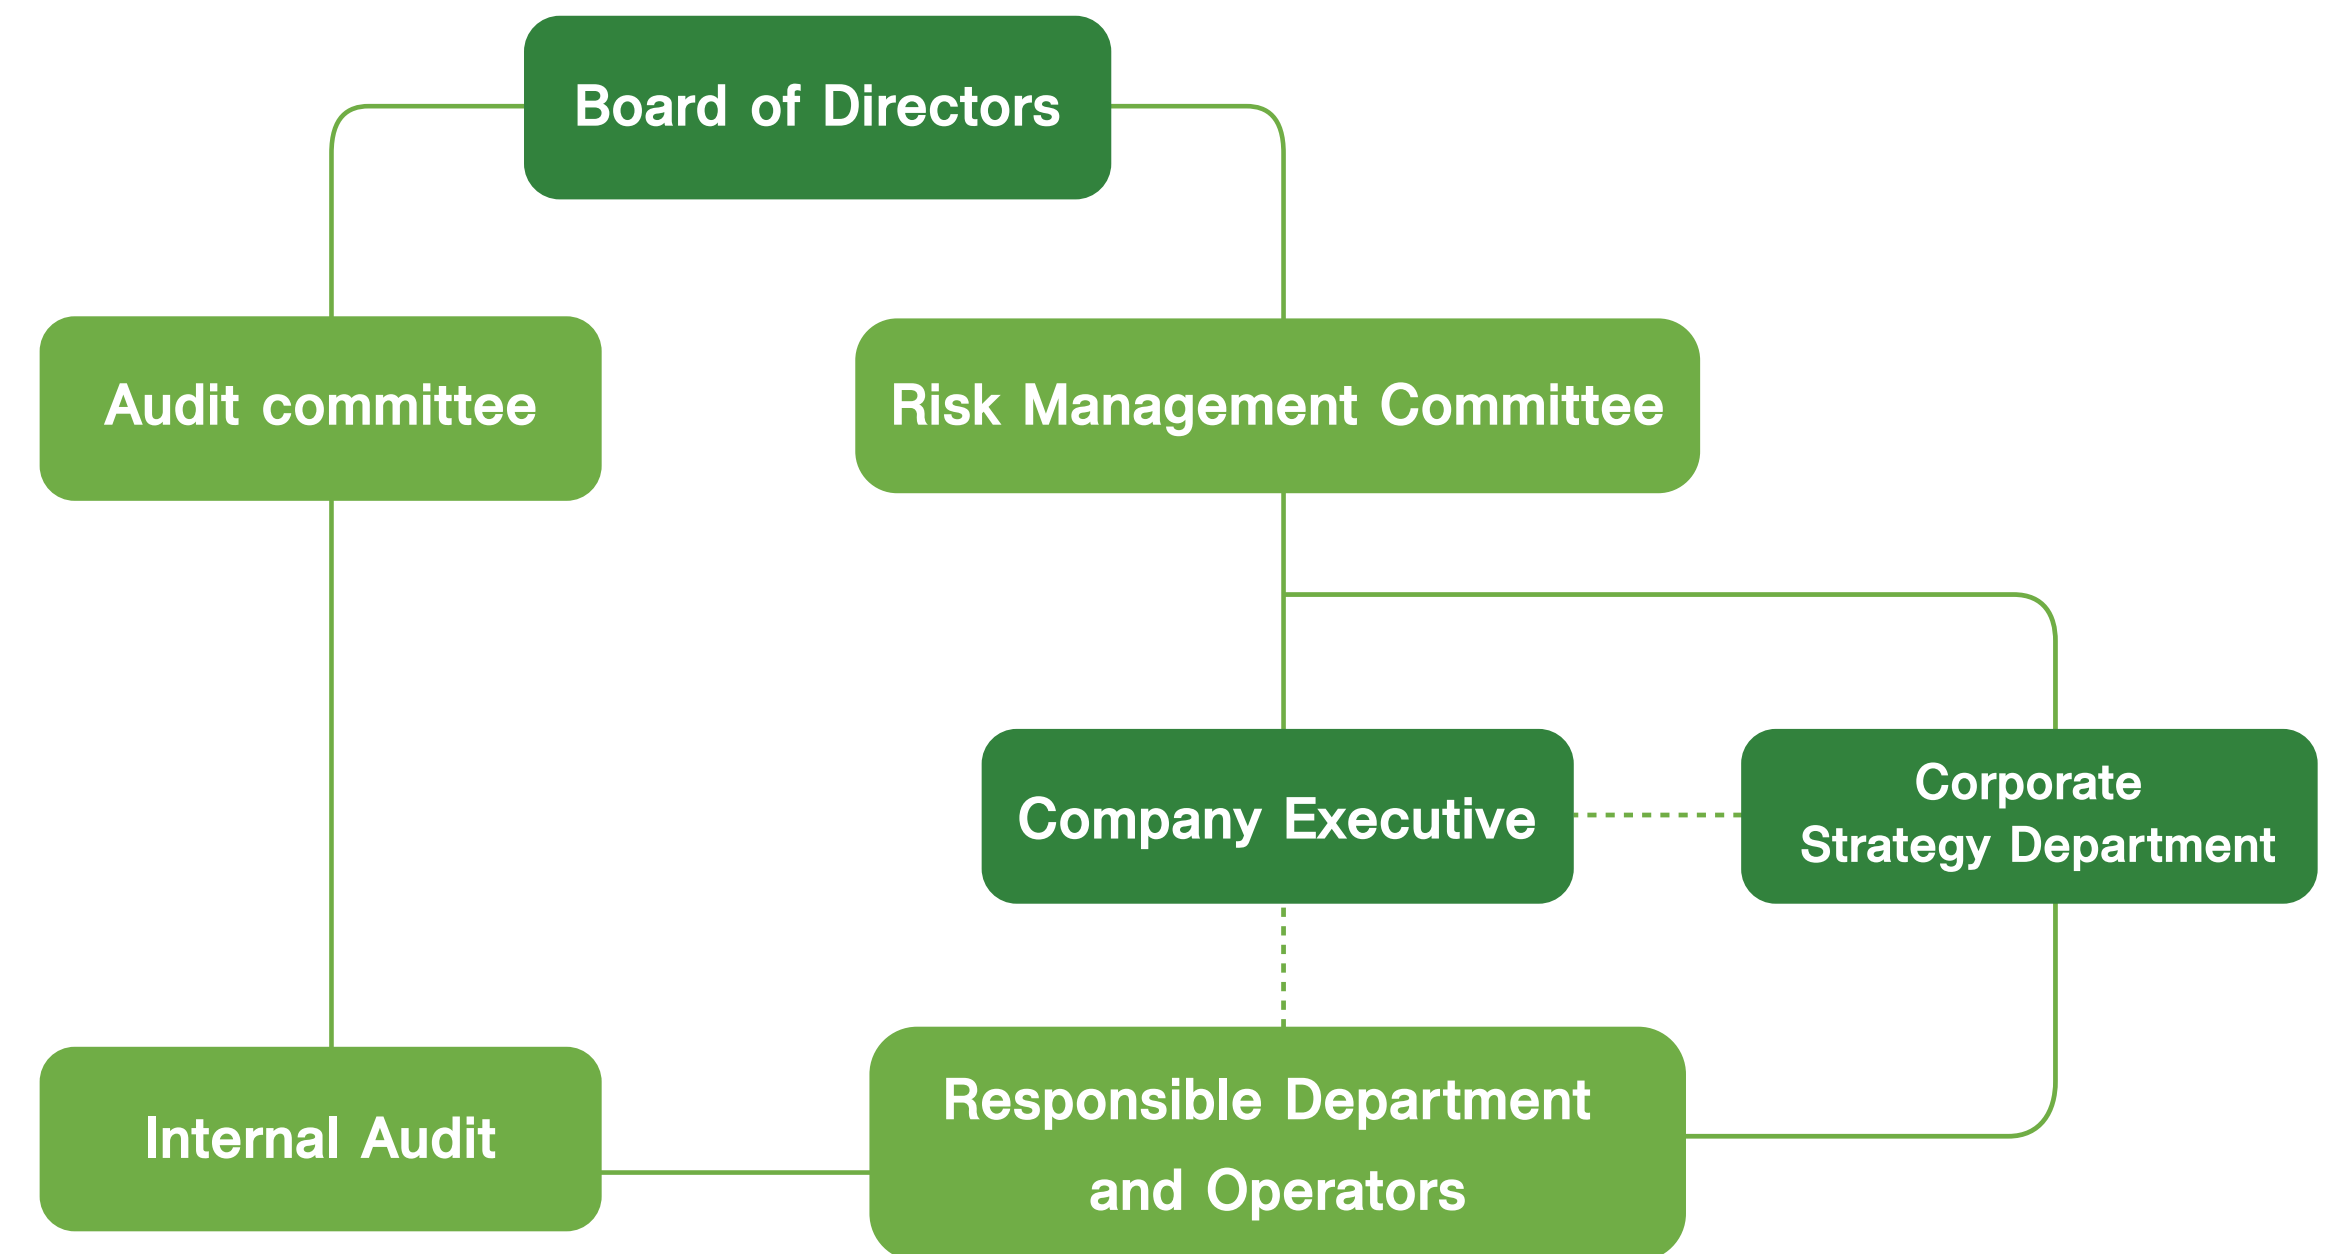 Board of Directors
Audit committee
Risk Management Committee
Company Executive
Corporate
Strategy Department
Internal Audit
Responsible Department
and Operators